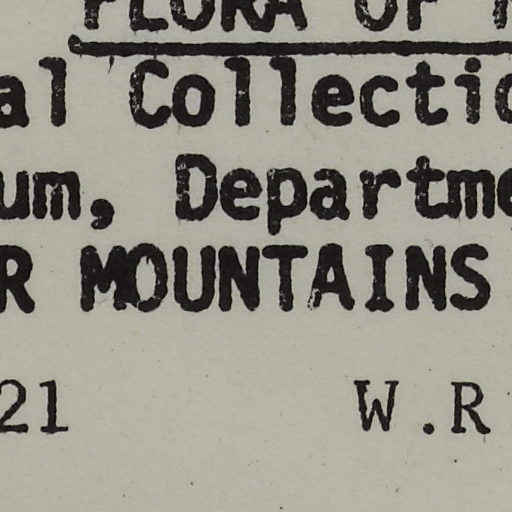 FLORA OF
al Collectio
um, Departme
R MOUNTAINS
21 W.R